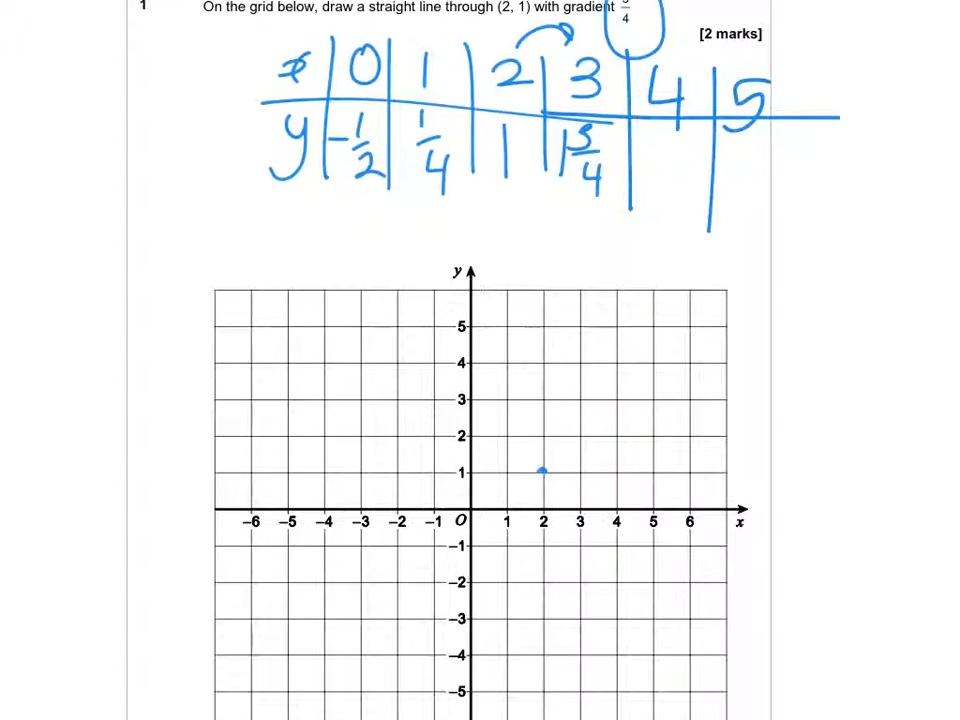 1 On the grid below, draw a straight line through (2, 1) with gradient 3/4
[2 marks]
x 0 1 2 3 4 5
y -1/2 1/4 1 1 3/4
y
5
4
3
2
1
-6 -5 -4 -3 -2 -1 O 1 2 3 4 5 6 x
-1
-2
-3
-4
-5